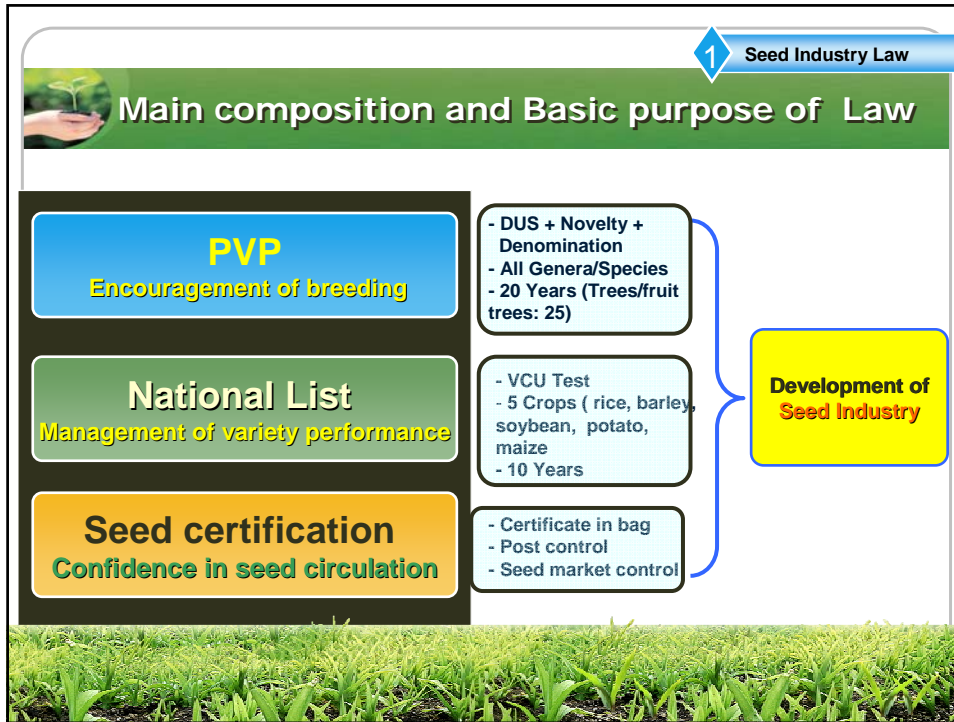 1 Seed Industry Law
Main composition and Basic purpose of Law
PVP
Encouragement of breeding
- DUS + Novelty +
Denomination
- All Genera/Species
- 20 Years (Trees/fruit
trees: 25)
National List
Management of variety performance
- VCU Test
- 5 Crops ( rice, barley,
soybean, potato,
maize
- 10 Years
Seed certification
Confidence in seed circulation
- Certificate in bag
- Post control
- Seed market control
Development of
Seed Industry